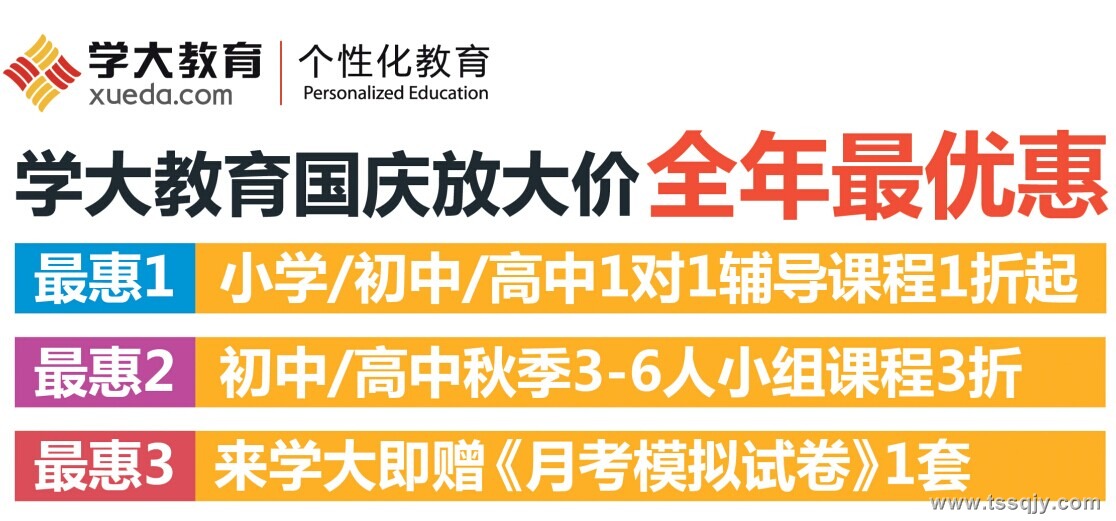 学大教育 个性化教育
xueda.com Personalized Education
学大教育国庆放大价 全年最优惠
最惠1 小学/初中/高中1对1辅导课程1折起
最惠2 初中/高中秋季3-6人小组课程3折
最惠3 来学大即赠《月考模拟试卷》1套
www.tssqjy.com